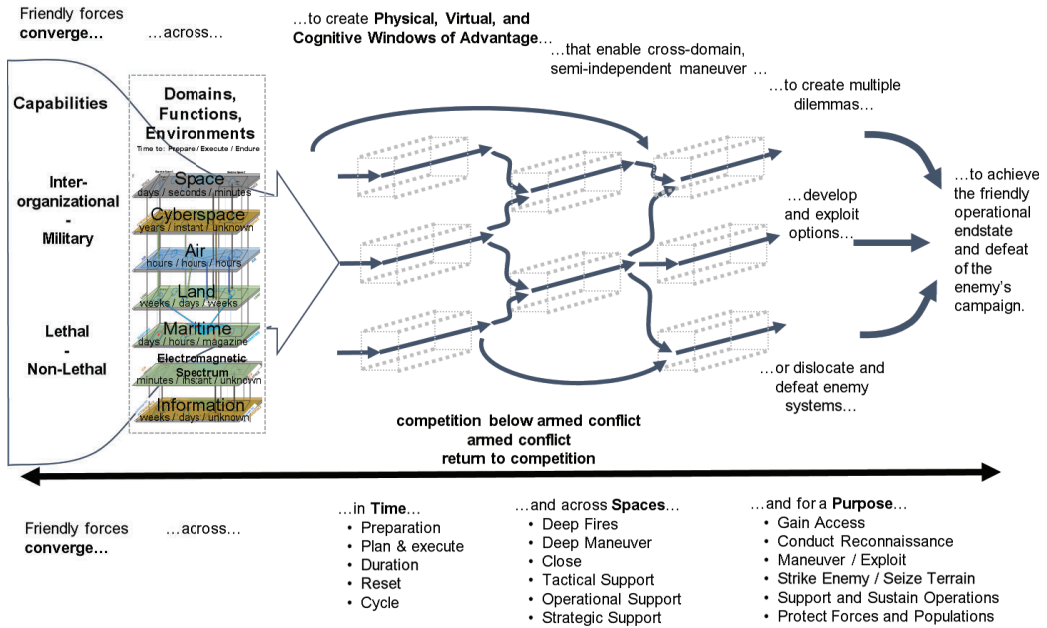 Friendly forces
converge…
…across…
…to create Physical, Virtual, and
Cognitive Windows of Advantage…
…that enable cross-domain,
semi-independent maneuver …
…to create multiple
dilemmas…
Capabilities
Inter-
organizational
-
Military
Lethal
-
Non-Lethal
Domains,
Functions,
Environments
Time to: Prepare / Execute / Endure
Space
days / seconds / minutes
Cyberspace
years / instant / unknown
Air
hours / hours / hours
Land
weeks / days / weeks
Maritime
days / hours / magazine
Electromagnetic
Spectrum
minutes / instant / unknown
Information
weeks / days / unknown
…develop
and exploit
options…
…or dislocate and
defeat enemy
systems…
…to achieve
the friendly
operational
endstate
and defeat
of the
enemy's
campaign.
competition below armed conflict
armed conflict
return to competition
Friendly forces
converge…
…across…
…in Time…
• Preparation
• Plan & execute
• Duration
• Reset
• Cycle
…and across Spaces…
• Deep Fires
• Deep Maneuver
• Close
• Tactical Support
• Operational Support
• Strategic Support
…and for a Purpose…
• Gain Access
• Conduct Reconnaissance
• Maneuver / Exploit
• Strike Enemy / Seize Terrain
• Support and Sustain Operations
• Protect Forces and Populations